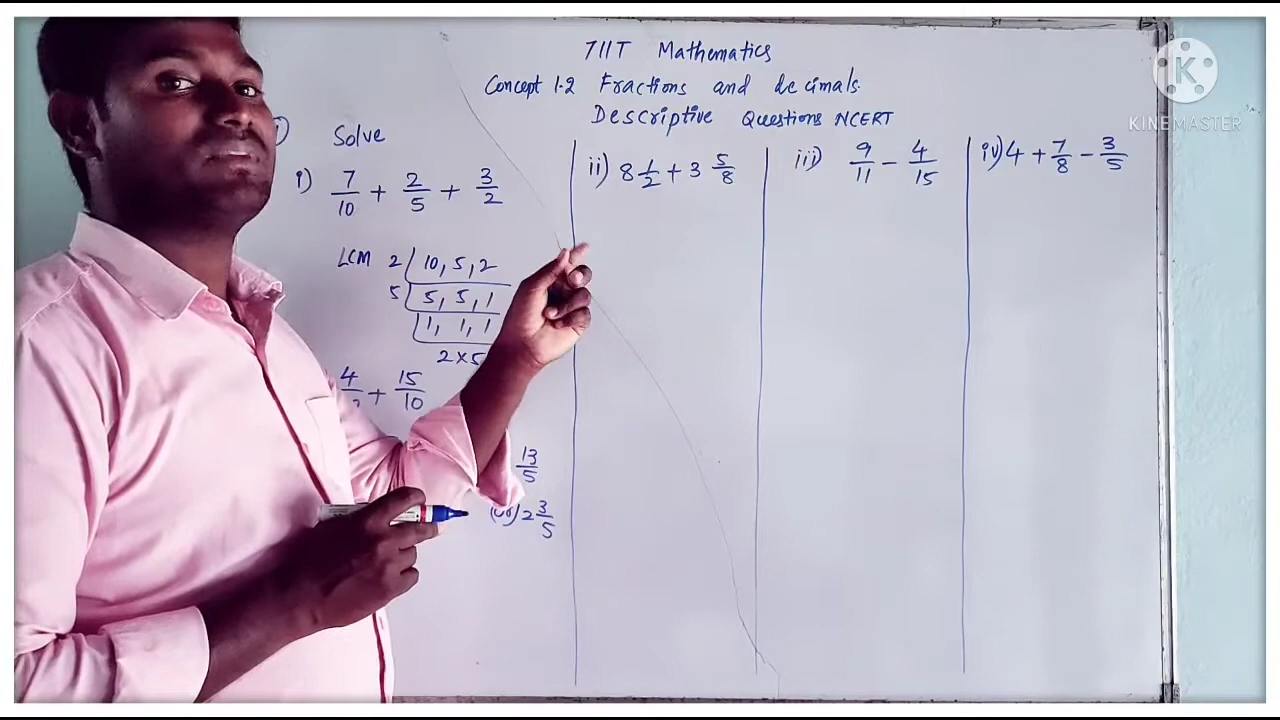 7IIT Mathematics
Concept 1.2 Fractions and decimals.
Descriptive Questions NCERT
K
KINEMASTER
Solve
i) 7/10 + 2/5 + 3/2
ii) 8 1/2 + 3 5/8
iii) 9/11 - 4/15
iv) 4 + 7/8 - 3/5
LCM 2 | 10, 5, 2
5 | 5, 5, 1
1, 1, 1
2 × 5
4/ + 15/10
13/5
(or) 2 3/5